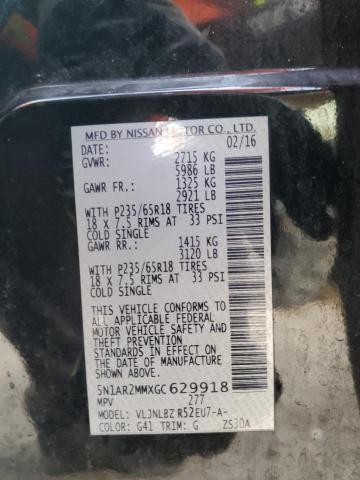 MFD BY NISSAN MOTOR CO., LTD.
DATE: 02/16
GVWR: 2715 KG
5986 LB
GAWR FR.: 1325 KG
2921 LB
WITH P235/65R18 TIRES
18 X 7.5 RIMS AT 33 PSI
COLD SINGLE
GAWR RR.: 1415 KG
3120 LB
WITH P235/65R18 TIRES
18 X 7.5 RIMS AT 33 PSI
COLD SINGLE
THIS VEHICLE CONFORMS TO
ALL APPLICABLE FEDERAL
MOTOR VEHICLE SAFETY AND
THEFT PREVENTION
STANDARDS IN EFFECT ON
THE DATE OF MANUFACTURE
SHOWN ABOVE.
5N1AR2MMXGC629918
MPV 277
MODEL: VLJNLBZ R52EU7-A-
COLOR: G41 TRIM: G ZS30A